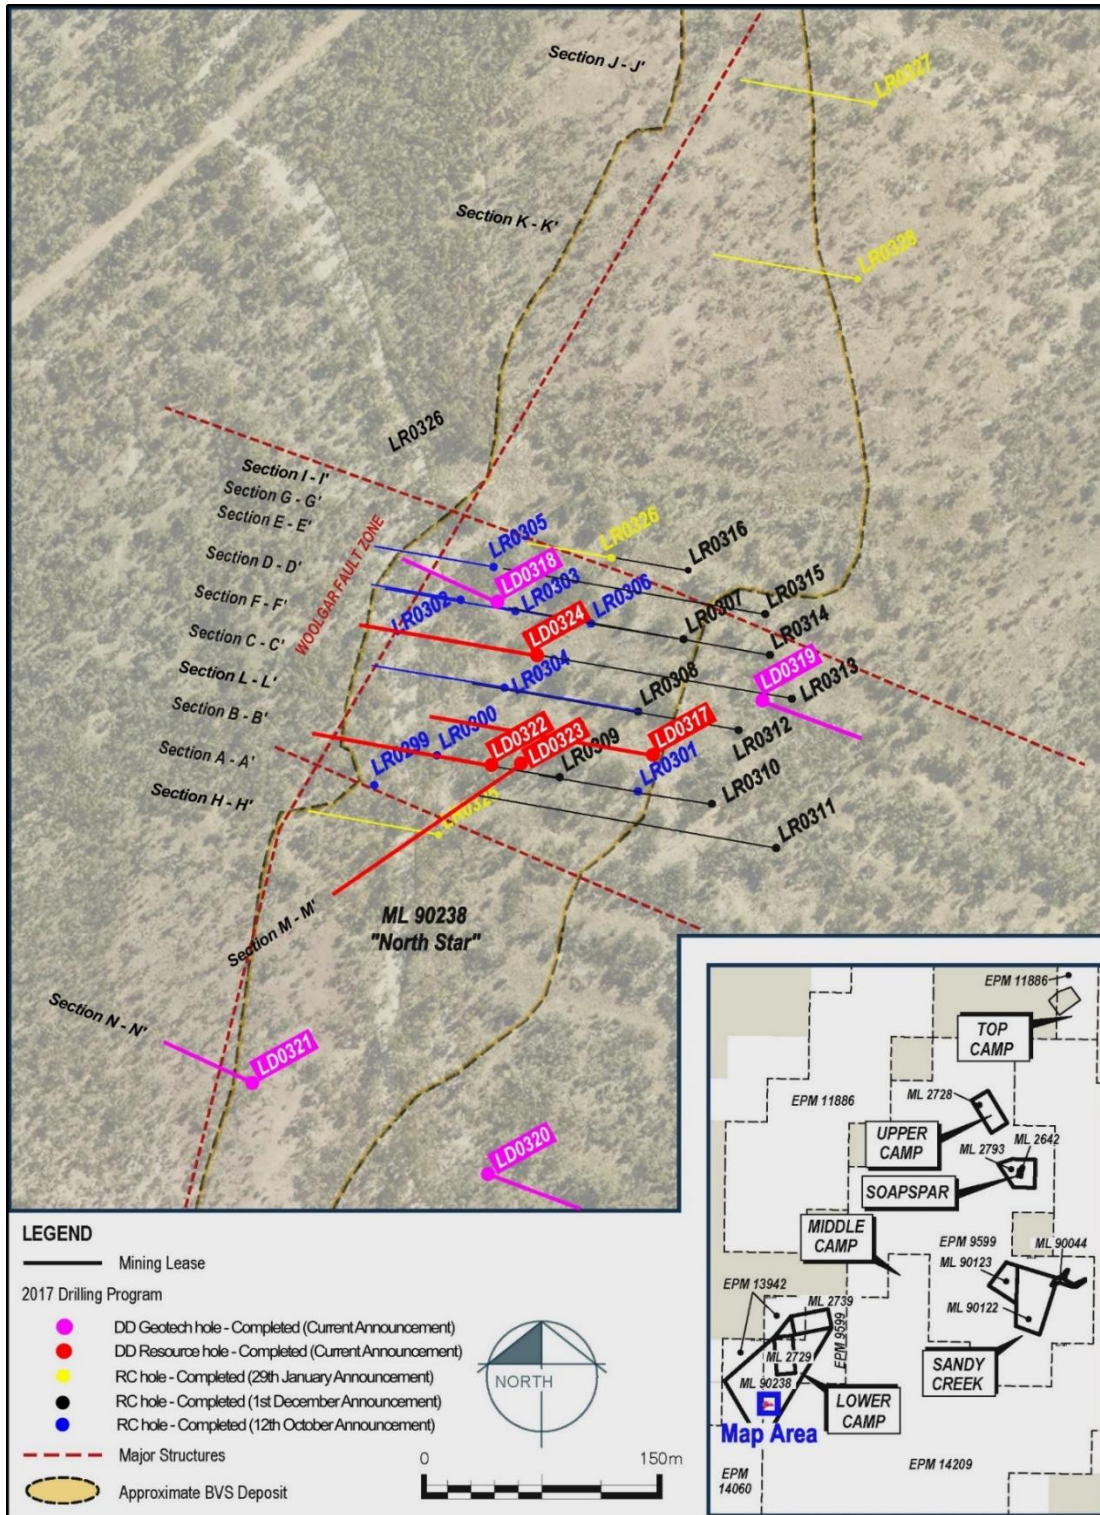 Section J - J'
LR0327
Section K - K'
LR0328
LR0326
Section I - I'
Section G - G'
Section E - E'
Section D - D'
Section F - F'
Section C - C'
Section L - L'
Section B - B'
Section A - A'
Section H - H'
WOOLGAR FAULT ZONE
LR0305
LR0326
LR0316
LD0318
LR0303
LR0302
LR0306
LR0307
LR0315
LR0314
LD0324
LD0319
LR0313
LR0304
LR0308
LR0312
LR0299
LR0300
LD0322
LD0323
LD0317
LR0309
LR0301
LR0310
LR0311
Section M - M'
ML 90238
"North Star"
Section N - N'
LD0321
LD0320
LEGEND
Mining Lease
2017 Drilling Program
DD Geotech hole - Completed (Current Announcement)
DD Resource hole - Completed (Current Announcement)
RC hole - Completed (29th January Announcement)
RC hole - Completed (1st December Announcement)
RC hole - Completed (12th October Announcement)
Major Structures
Approximate BVS Deposit
NORTH
0
150m
EPM 11886
TOP
CAMP
EPM 11886
ML 2728
UPPER
CAMP
ML 2642
ML 2793
SOAPSPAR
MIDDLE
CAMP
EPM 9599
ML 90044
ML 90123
ML 90122
SANDY
CREEK
EPM 13942
ML 2739
EPM 9599
ML 2729
ML 90238
LOWER
CAMP
Map Area
EPM
14060
EPM 14209